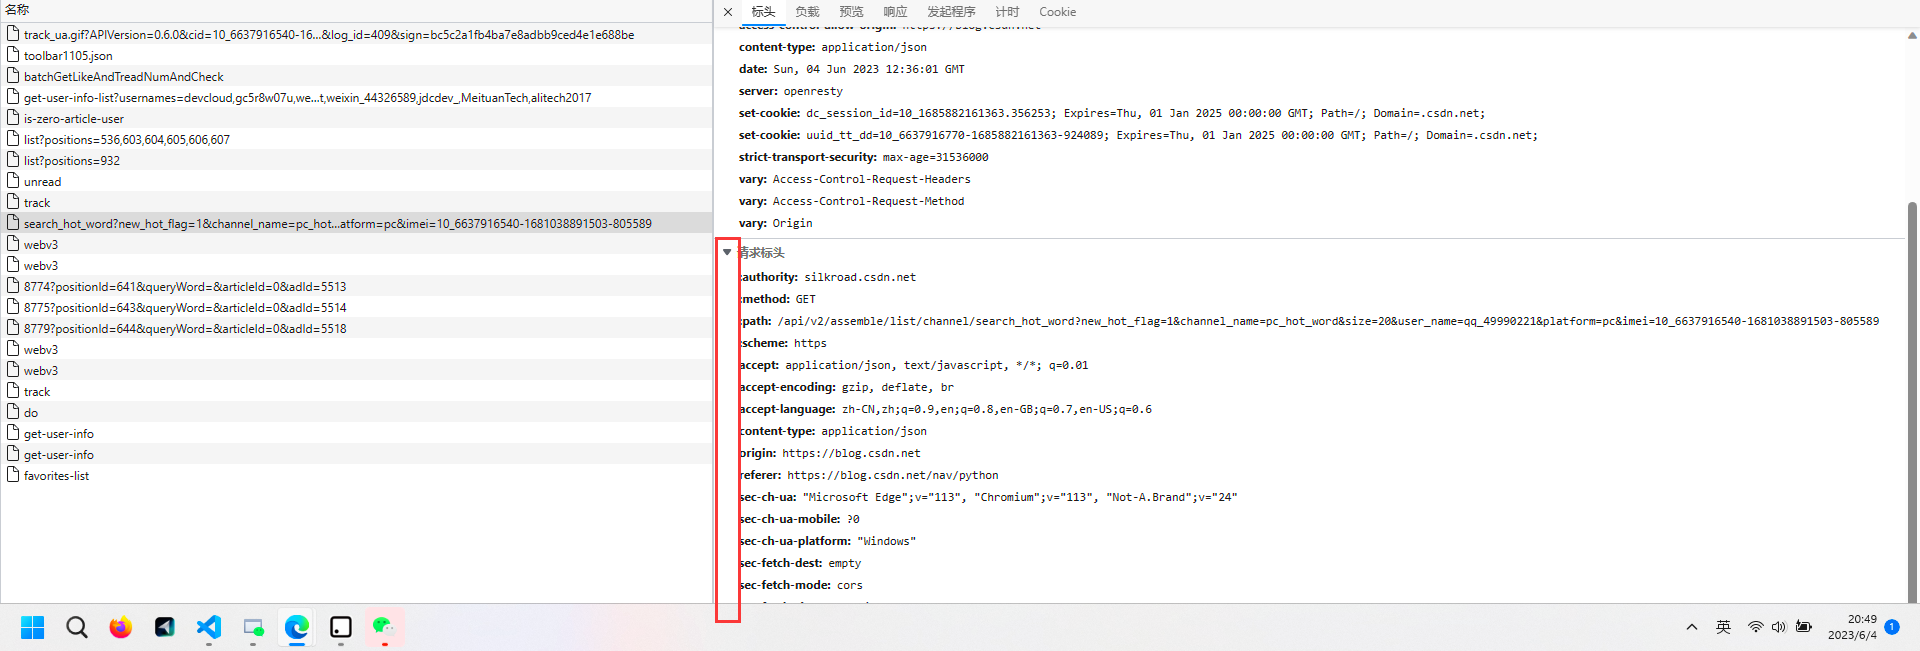 名称
track_ua.gif?APIVersion=0.6.0&cid=10_6637916540-16...&log_id=409&sign=bc5c2a1fb4ba7e8adbb9ced4e1e688be
toolbar1105.json
batchGetLikeAndTreadNumAndCheck
get-user-info-list?usernames=devcloud,gc5r8w07u,we...t,weixin_44326589,jdcdev_,MeituanTech,alitech2017
is-zero-article-user
list?positions=536,603,604,605,606,607
list?positions=932
unread
track
search_hot_word?new_hot_flag=1&channel_name=pc_hot...atform=pc&imei=10_6637916540-1681038891503-805589
webv3
webv3
8774?positionId=641&queryWord=&articleId=0&adId=5513
8775?positionId=643&queryWord=&articleId=0&adId=5514
8779?positionId=644&queryWord=&articleId=0&adId=5518
webv3
webv3
track
do
get-user-info
get-user-info
favorites-list
标头 负载 预览 响应 发起程序 计时 Cookie
access-control-allow-origin: https://blog.csdn.net
content-type: application/json
date: Sun, 04 Jun 2023 12:36:01 GMT
server: openresty
set-cookie: dc_session_id=10_1685882161363.356253; Expires=Thu, 01 Jan 2025 00:00:00 GMT; Path=/; Domain=.csdn.net;
set-cookie: uuid_tt_dd=10_6637916770-1685882161363-924089; Expires=Thu, 01 Jan 2025 00:00:00 GMT; Path=/; Domain=.csdn.net;
strict-transport-security: max-age=31536000
vary: Access-Control-Request-Headers
vary: Access-Control-Request-Method
vary: Origin
请求标头
:authority: silkroad.csdn.net
:method: GET
:path: /api/v2/assemble/list/channel/search_hot_word?new_hot_flag=1&channel_name=pc_hot_word&size=20&user_name=qq_49990221&platform=pc&imei=10_6637916540-1681038891503-805589
:scheme: https
accept: application/json, text/javascript, */*; q=0.01
accept-encoding: gzip, deflate, br
accept-language: zh-CN,zh;q=0.9,en;q=0.8,en-GB;q=0.7,en-US;q=0.6
content-type: application/json
origin: https://blog.csdn.net
referer: https://blog.csdn.net/nav/python
sec-ch-ua: "Microsoft Edge";v="113", "Chromium";v="113", "Not-A.Brand";v="24"
sec-ch-ua-mobile: ?0
sec-ch-ua-platform: "Windows"
sec-fetch-dest: empty
sec-fetch-mode: cors
英
20:49
2023/6/4
1